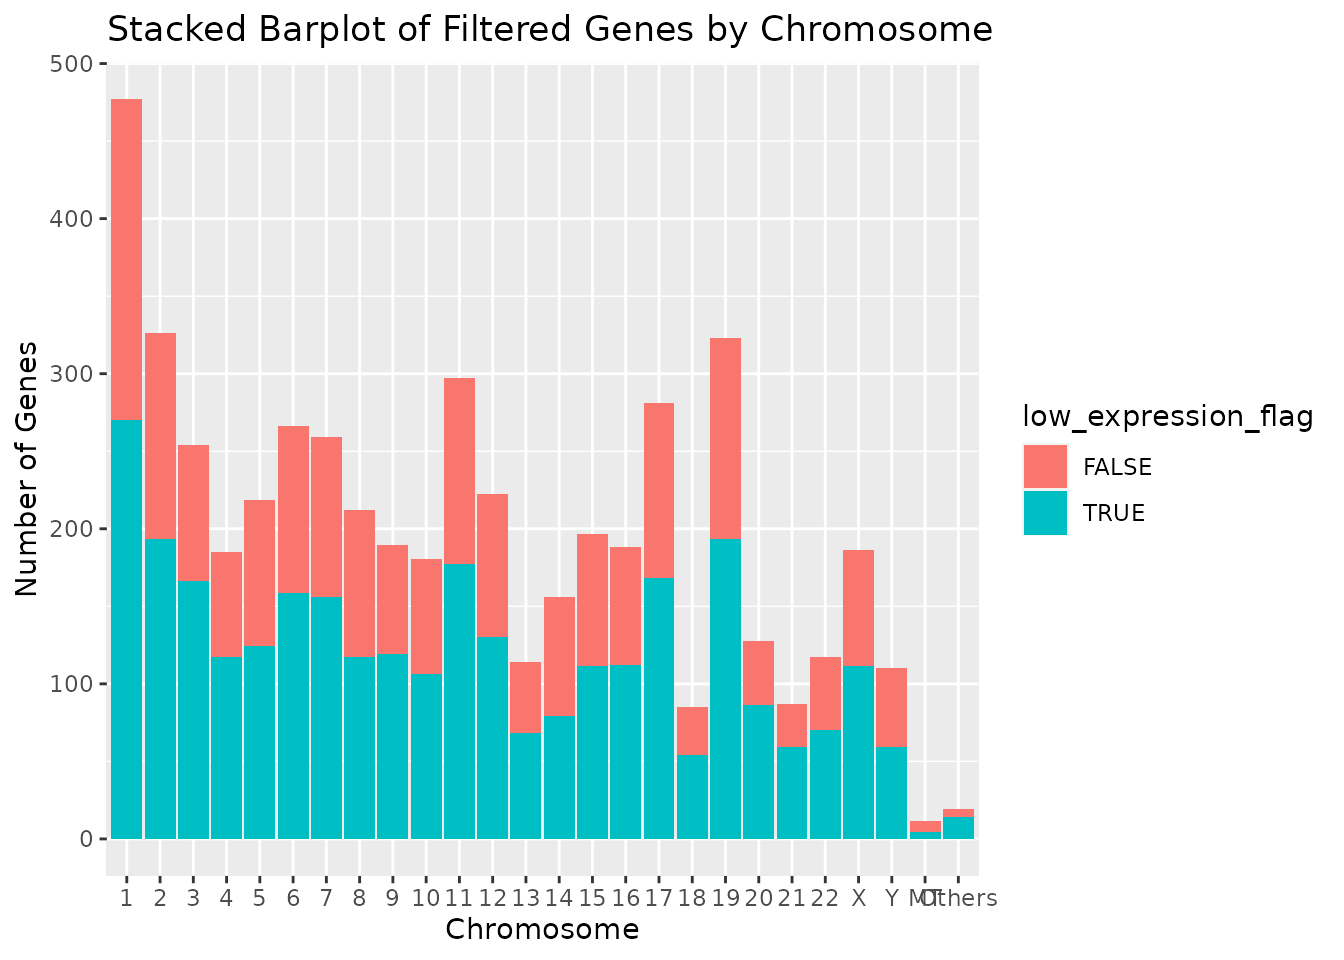 Stacked Barplot of Filtered Genes by Chromosome
500
400
300
200
100
0
Number of Genes
1 2 3 4 5 6 7 8 9 10 11 12 13 14 15 16 17 18 19 20 21 22 X Y MT Others
Chromosome
low_expression_flag
FALSE
TRUE